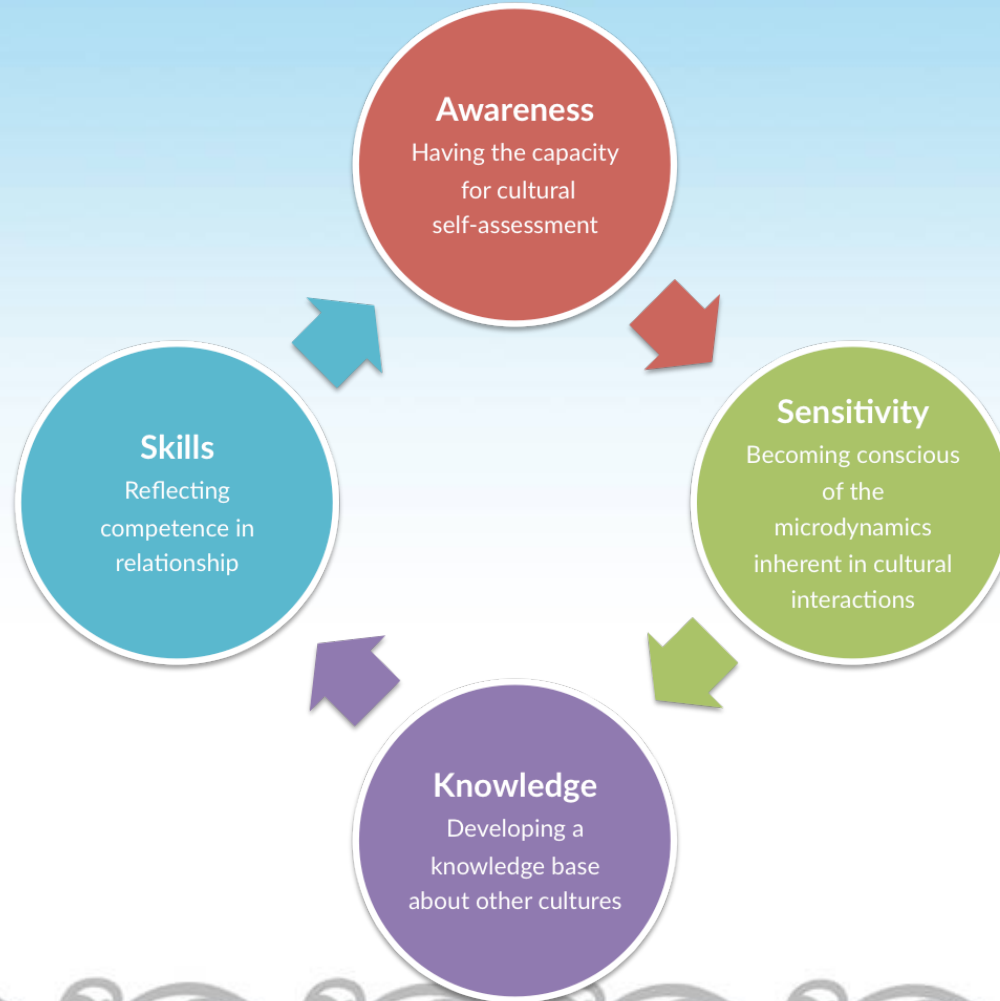 Awareness
Having the capacity
for cultural
self-assessment
Sensitivity
Becoming conscious
of the
microdynamics
inherent in cultural
interactions
Knowledge
Developing a
knowledge base
about other cultures
Skills
Reflecting
competence in
relationship